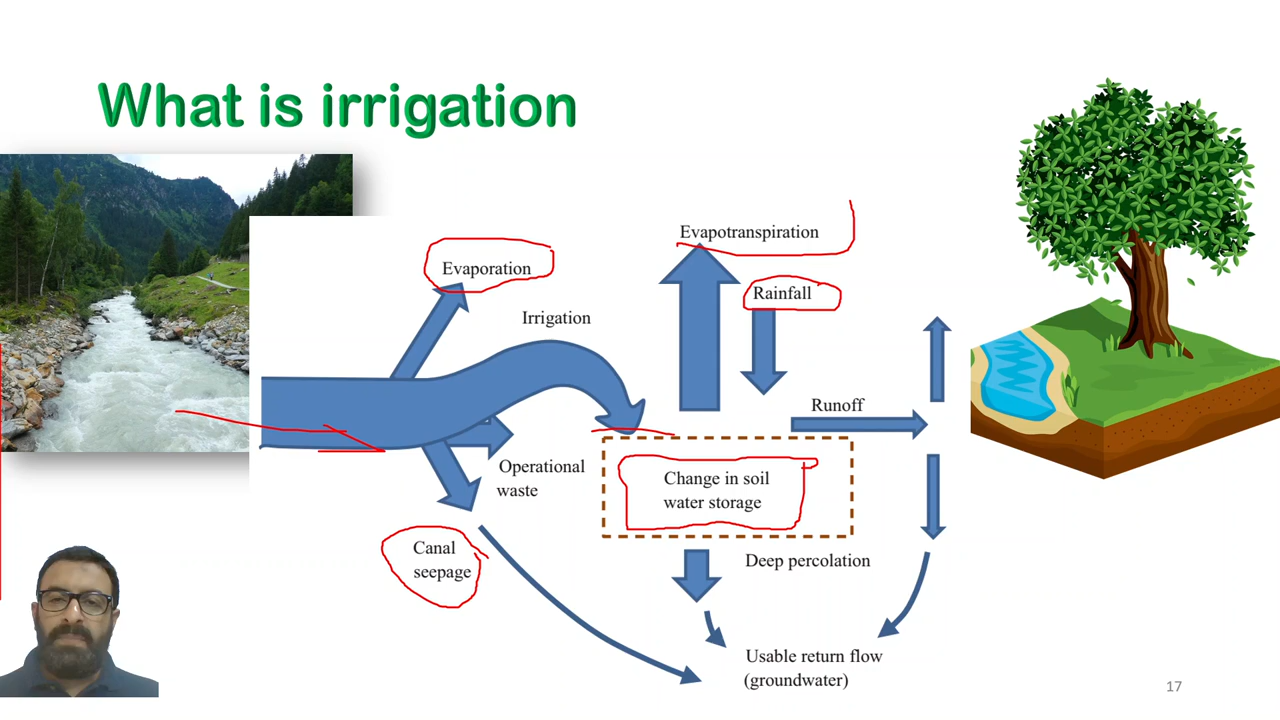 What is irrigation
Evapotranspiration
Evaporation
Rainfall
Irrigation
Runoff
Operational
waste
Change in soil
water storage
Canal
seepage
Deep percolation
Usable return flow
(groundwater)
17